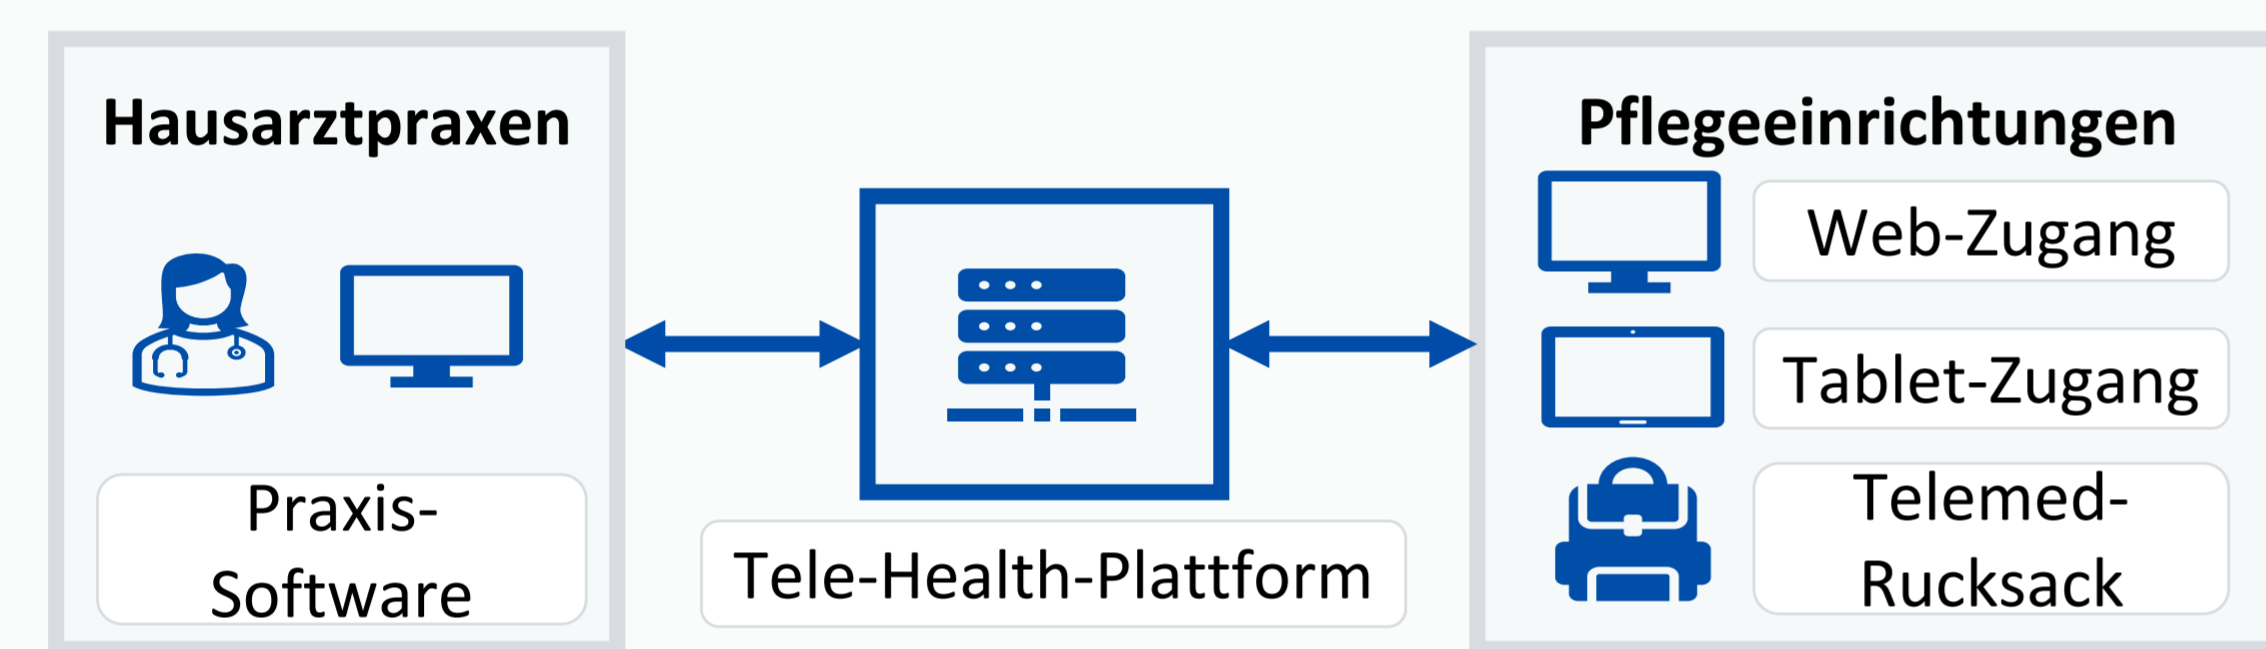 Hausarztpraxen
Praxis-
Software
Tele-Health-Plattform
Pflegeeinrichtungen
Web-Zugang
Tablet-Zugang
Telemed-
Rucksack